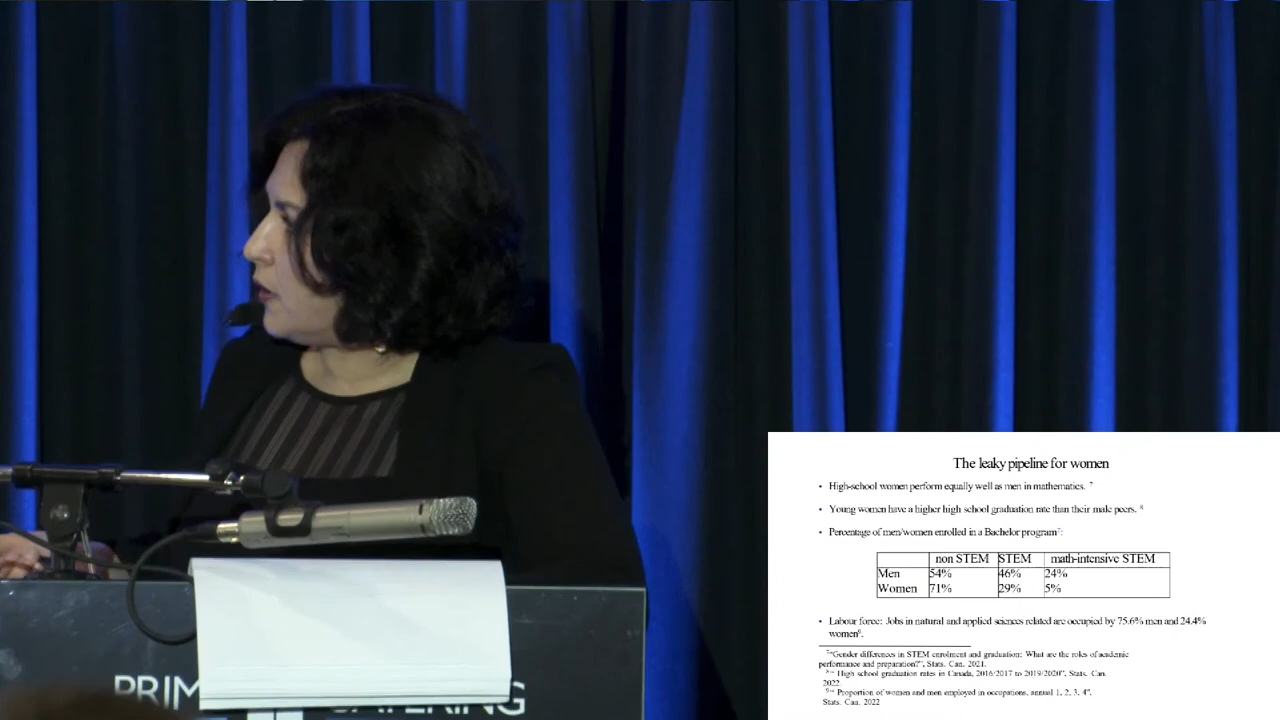 The leaky pipeline for women
• High-school women perform equally well as men in mathematics. 7
• Young women have a higher high school graduation rate than their male peers. 8
• Percentage of men/women enrolled in a Bachelor program7:
non STEM STEM math-intensive STEM
Men 54% 46% 24%
Women 71% 29% 5%
• Labour force: Jobs in natural and applied sciences related are occupied by 75.6% men and 24.4%
women9.
7"Gender differences in STEM enrolment and graduation: What are the roles of academic
performance and preparation?", Stats. Can. 2021.
8" High school graduation rates in Canada, 2016/2017 to 2019/2020", Stats. Can.
2022
9" Proportion of women and men employed in occupations, annual 1, 2, 3, 4".
Stats. Can. 2022
PRIM
CATERING